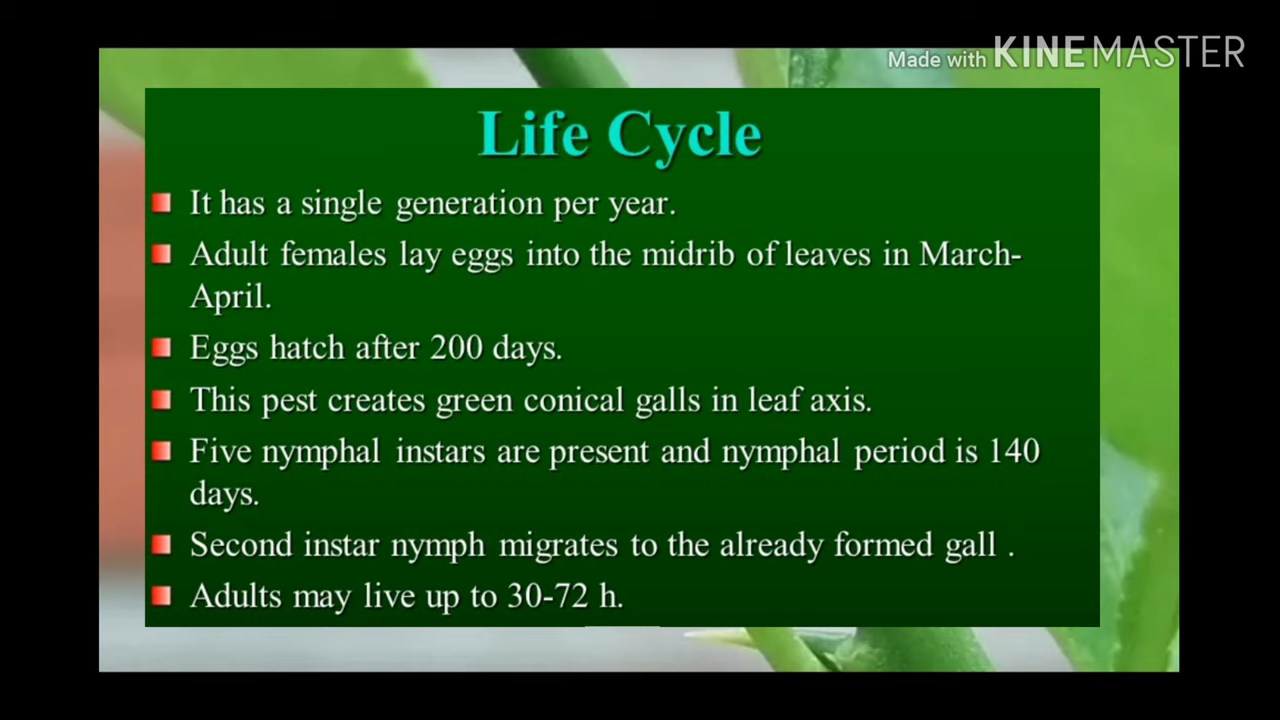 Made with KINEMASTER
Life Cycle
It has a single generation per year.
Adult females lay eggs into the midrib of leaves in March-
April.
Eggs hatch after 200 days.
This pest creates green conical galls in leaf axis.
Five nymphal instars are present and nymphal period is 140
days.
Second instar nymph migrates to the already formed gall .
Adults may live up to 30-72 h.